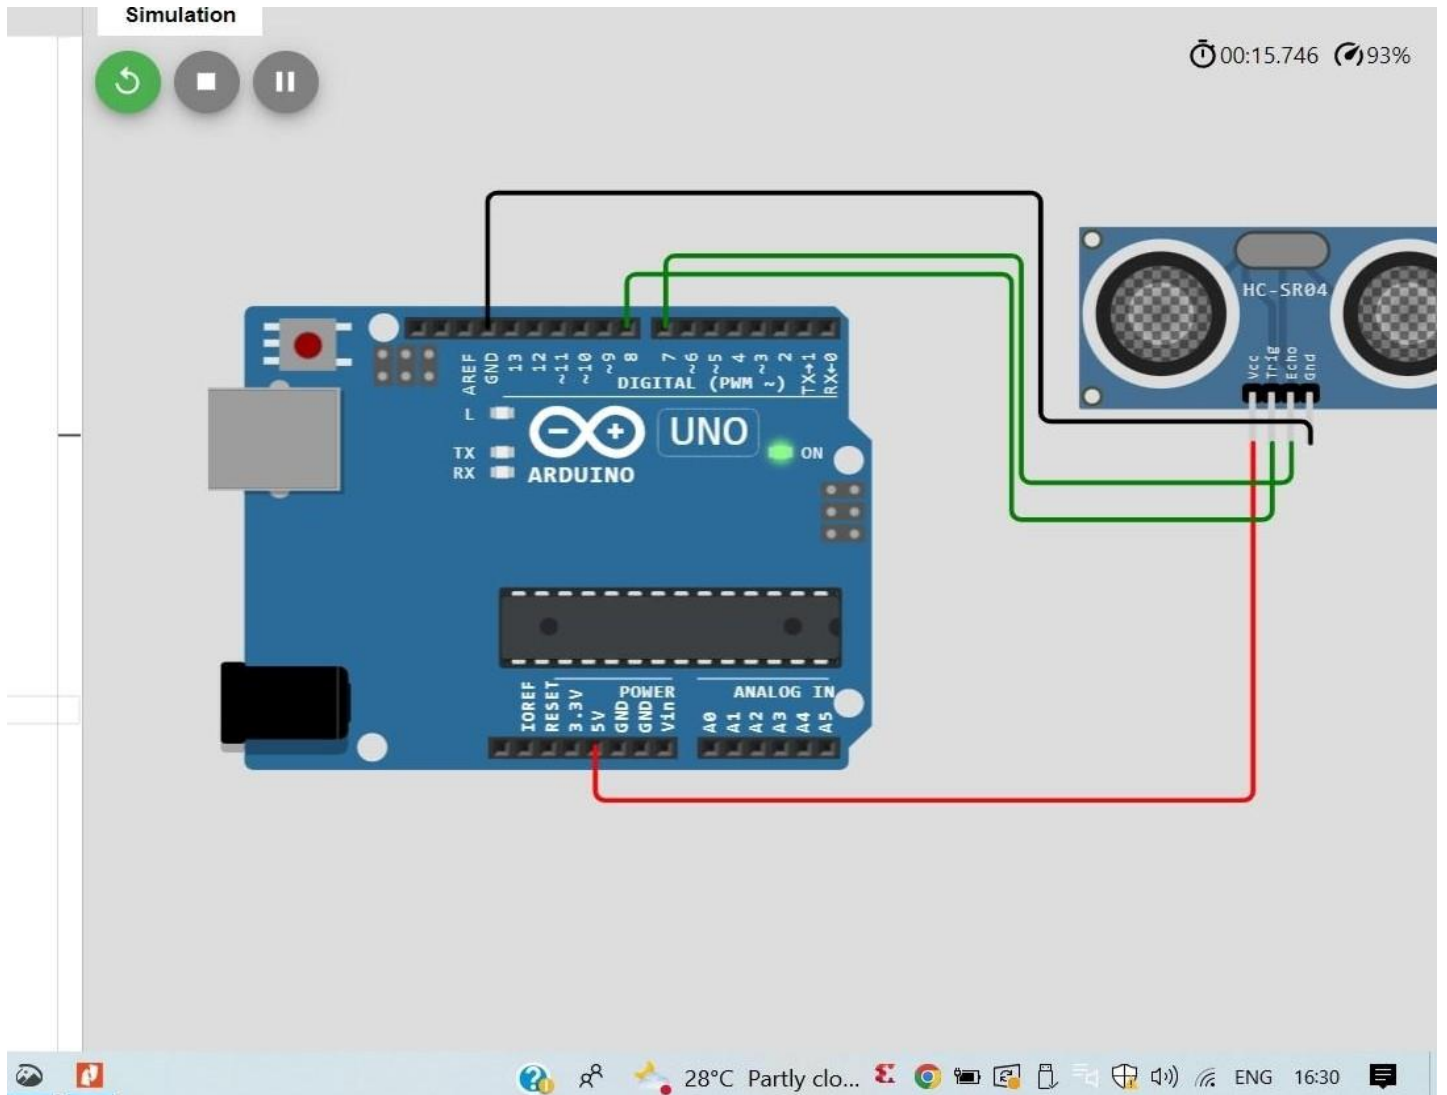 Simulation
00:15.746 93%
HC-SR04
Vcc
Trig
Echo
Gnd
AREF
GND
13
12
~11
~10
~9
8
7
~6
~5
4
~3
2
TX→1
RX←0
DIGITAL (PWM ~)
L
TX
RX
UNO
ON
ARDUINO
IOREF
RESET
3.3V
5V
GND
GND
Vin
POWER
ANALOG IN
A0
A1
A2
A3
A4
A5
28°C Partly clo... ENG 16:30